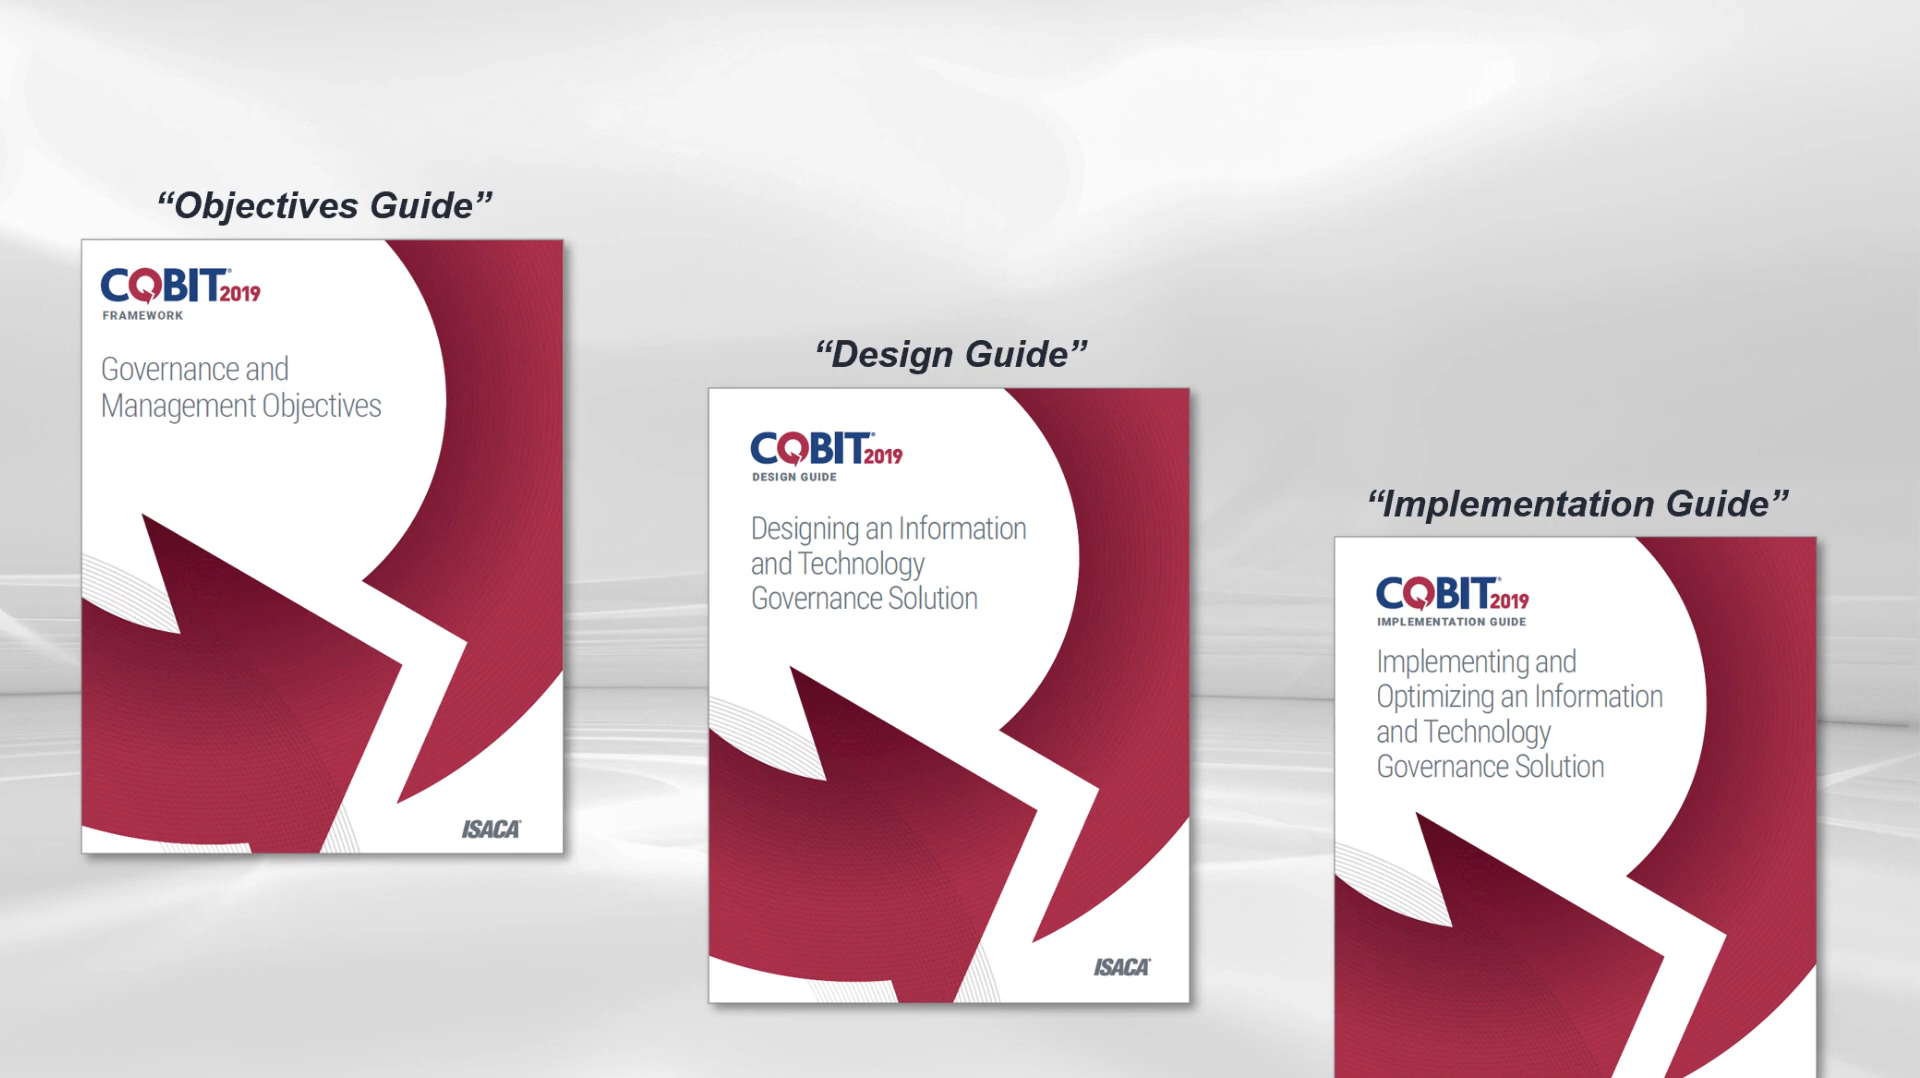 “Objectives Guide”
COBIT® 2019
FRAMEWORK
Governance and
Management Objectives
ISACA®
“Design Guide”
COBIT® 2019
DESIGN GUIDE
Designing an Information
and Technology
Governance Solution
ISACA®
“Implementation Guide”
COBIT® 2019
IMPLEMENTATION GUIDE
Implementing and
Optimizing an Information
and Technology
Governance Solution